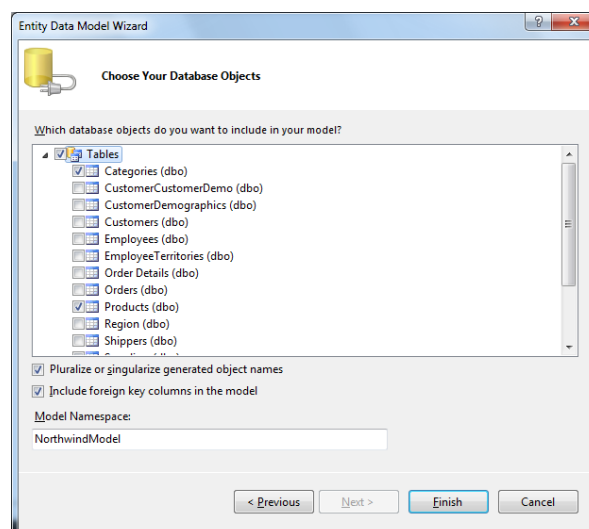 Entity Data Model Wizard
Choose Your Database Objects
Which database objects do you want to include in your model?
Tables
Categories (dbo)
CustomerCustomerDemo (dbo)
CustomerDemographics (dbo)
Customers (dbo)
Employees (dbo)
EmployeeTerritories (dbo)
Order Details (dbo)
Orders (dbo)
Products (dbo)
Region (dbo)
Shippers (dbo)
Pluralize or singularize generated object names
Include foreign key columns in the model
Model Namespace:
NorthwindModel
< Previous Next > Finish Cancel